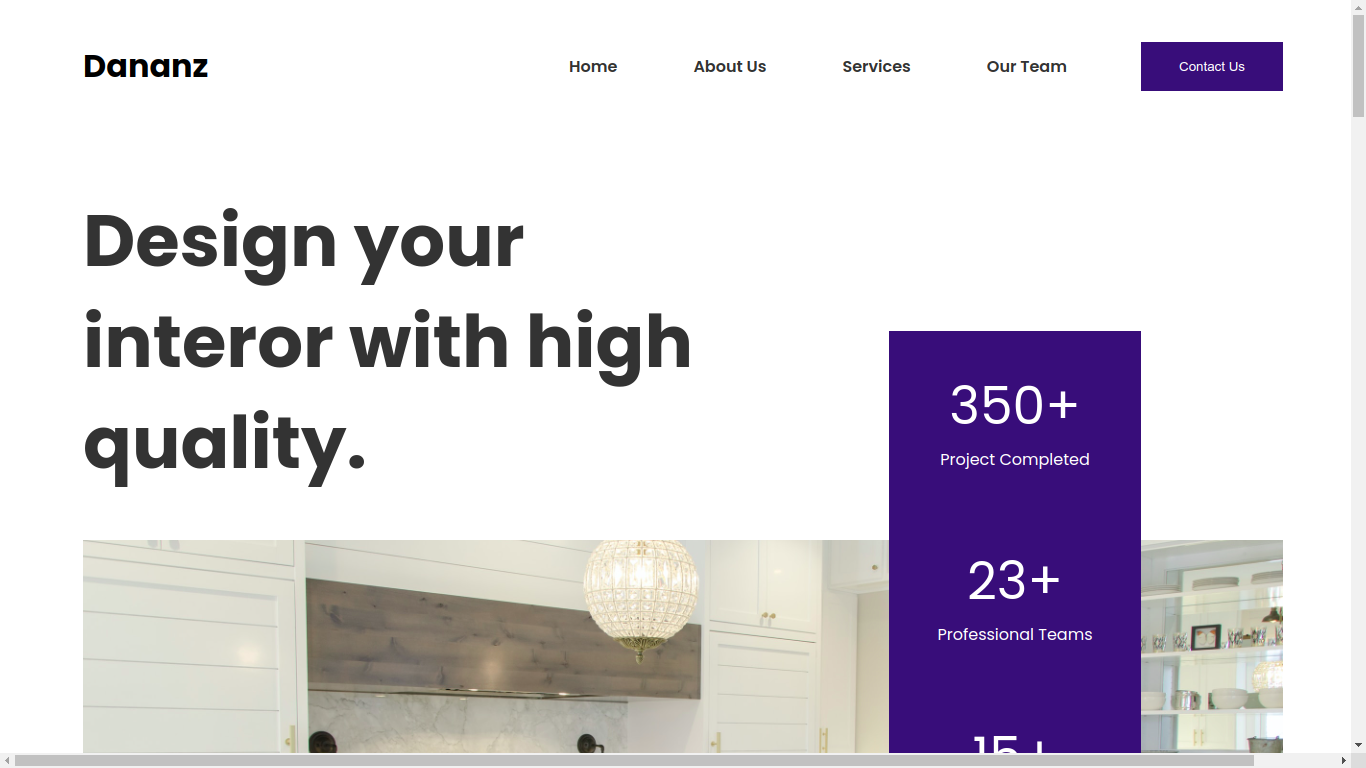 Dananz
Home
About Us
Services
Our Team
Contact Us
Design your
interor with high
quality.
350+
Project Completed
23+
Professional Teams
15+